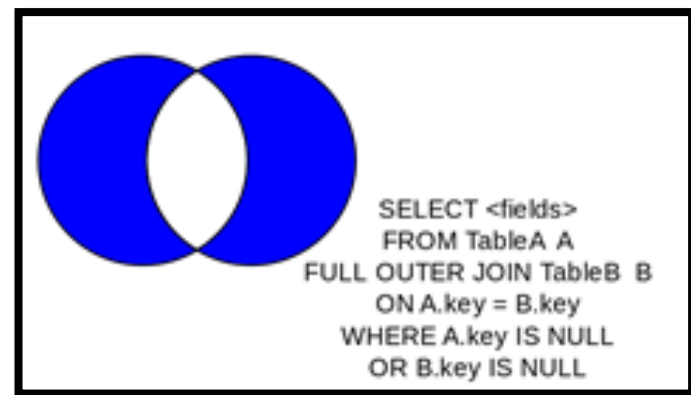 SELECT <fields>
FROM TableA A
FULL OUTER JOIN TableB B
ON A.key = B.key
WHERE A.key IS NULL
OR B.key IS NULL